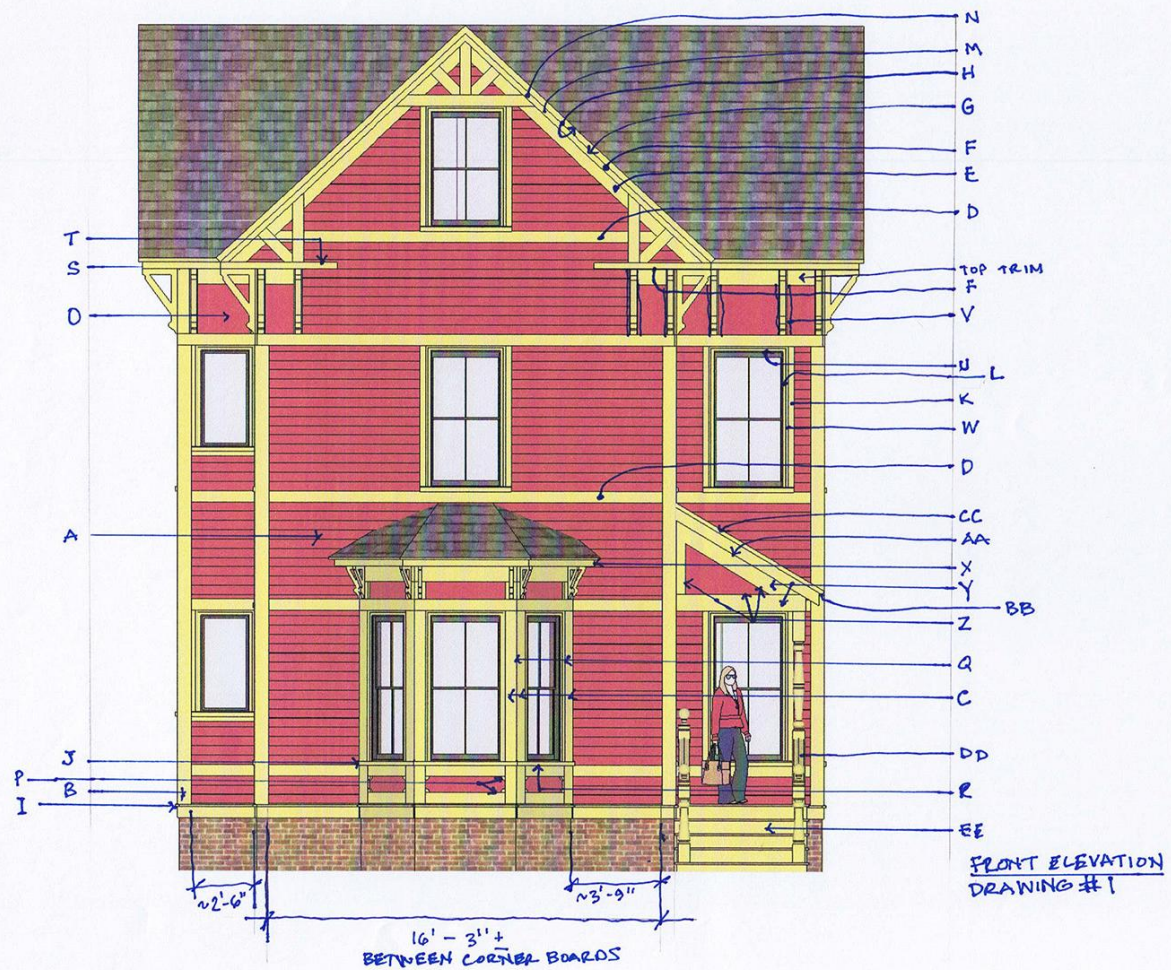 N
M
H
G
F
E
D
T
S
TOP TRIM
F
O
V
U
L
K
W
D
CC
A
AA
X
Y
BB
Z
Q
C
J
DD
P
B
R
I
EE
FRONT ELEVATION
DRAWING #1
~2'-6"
~3'-9"
16' - 3" ±
BETWEEN CORNER BOARDS